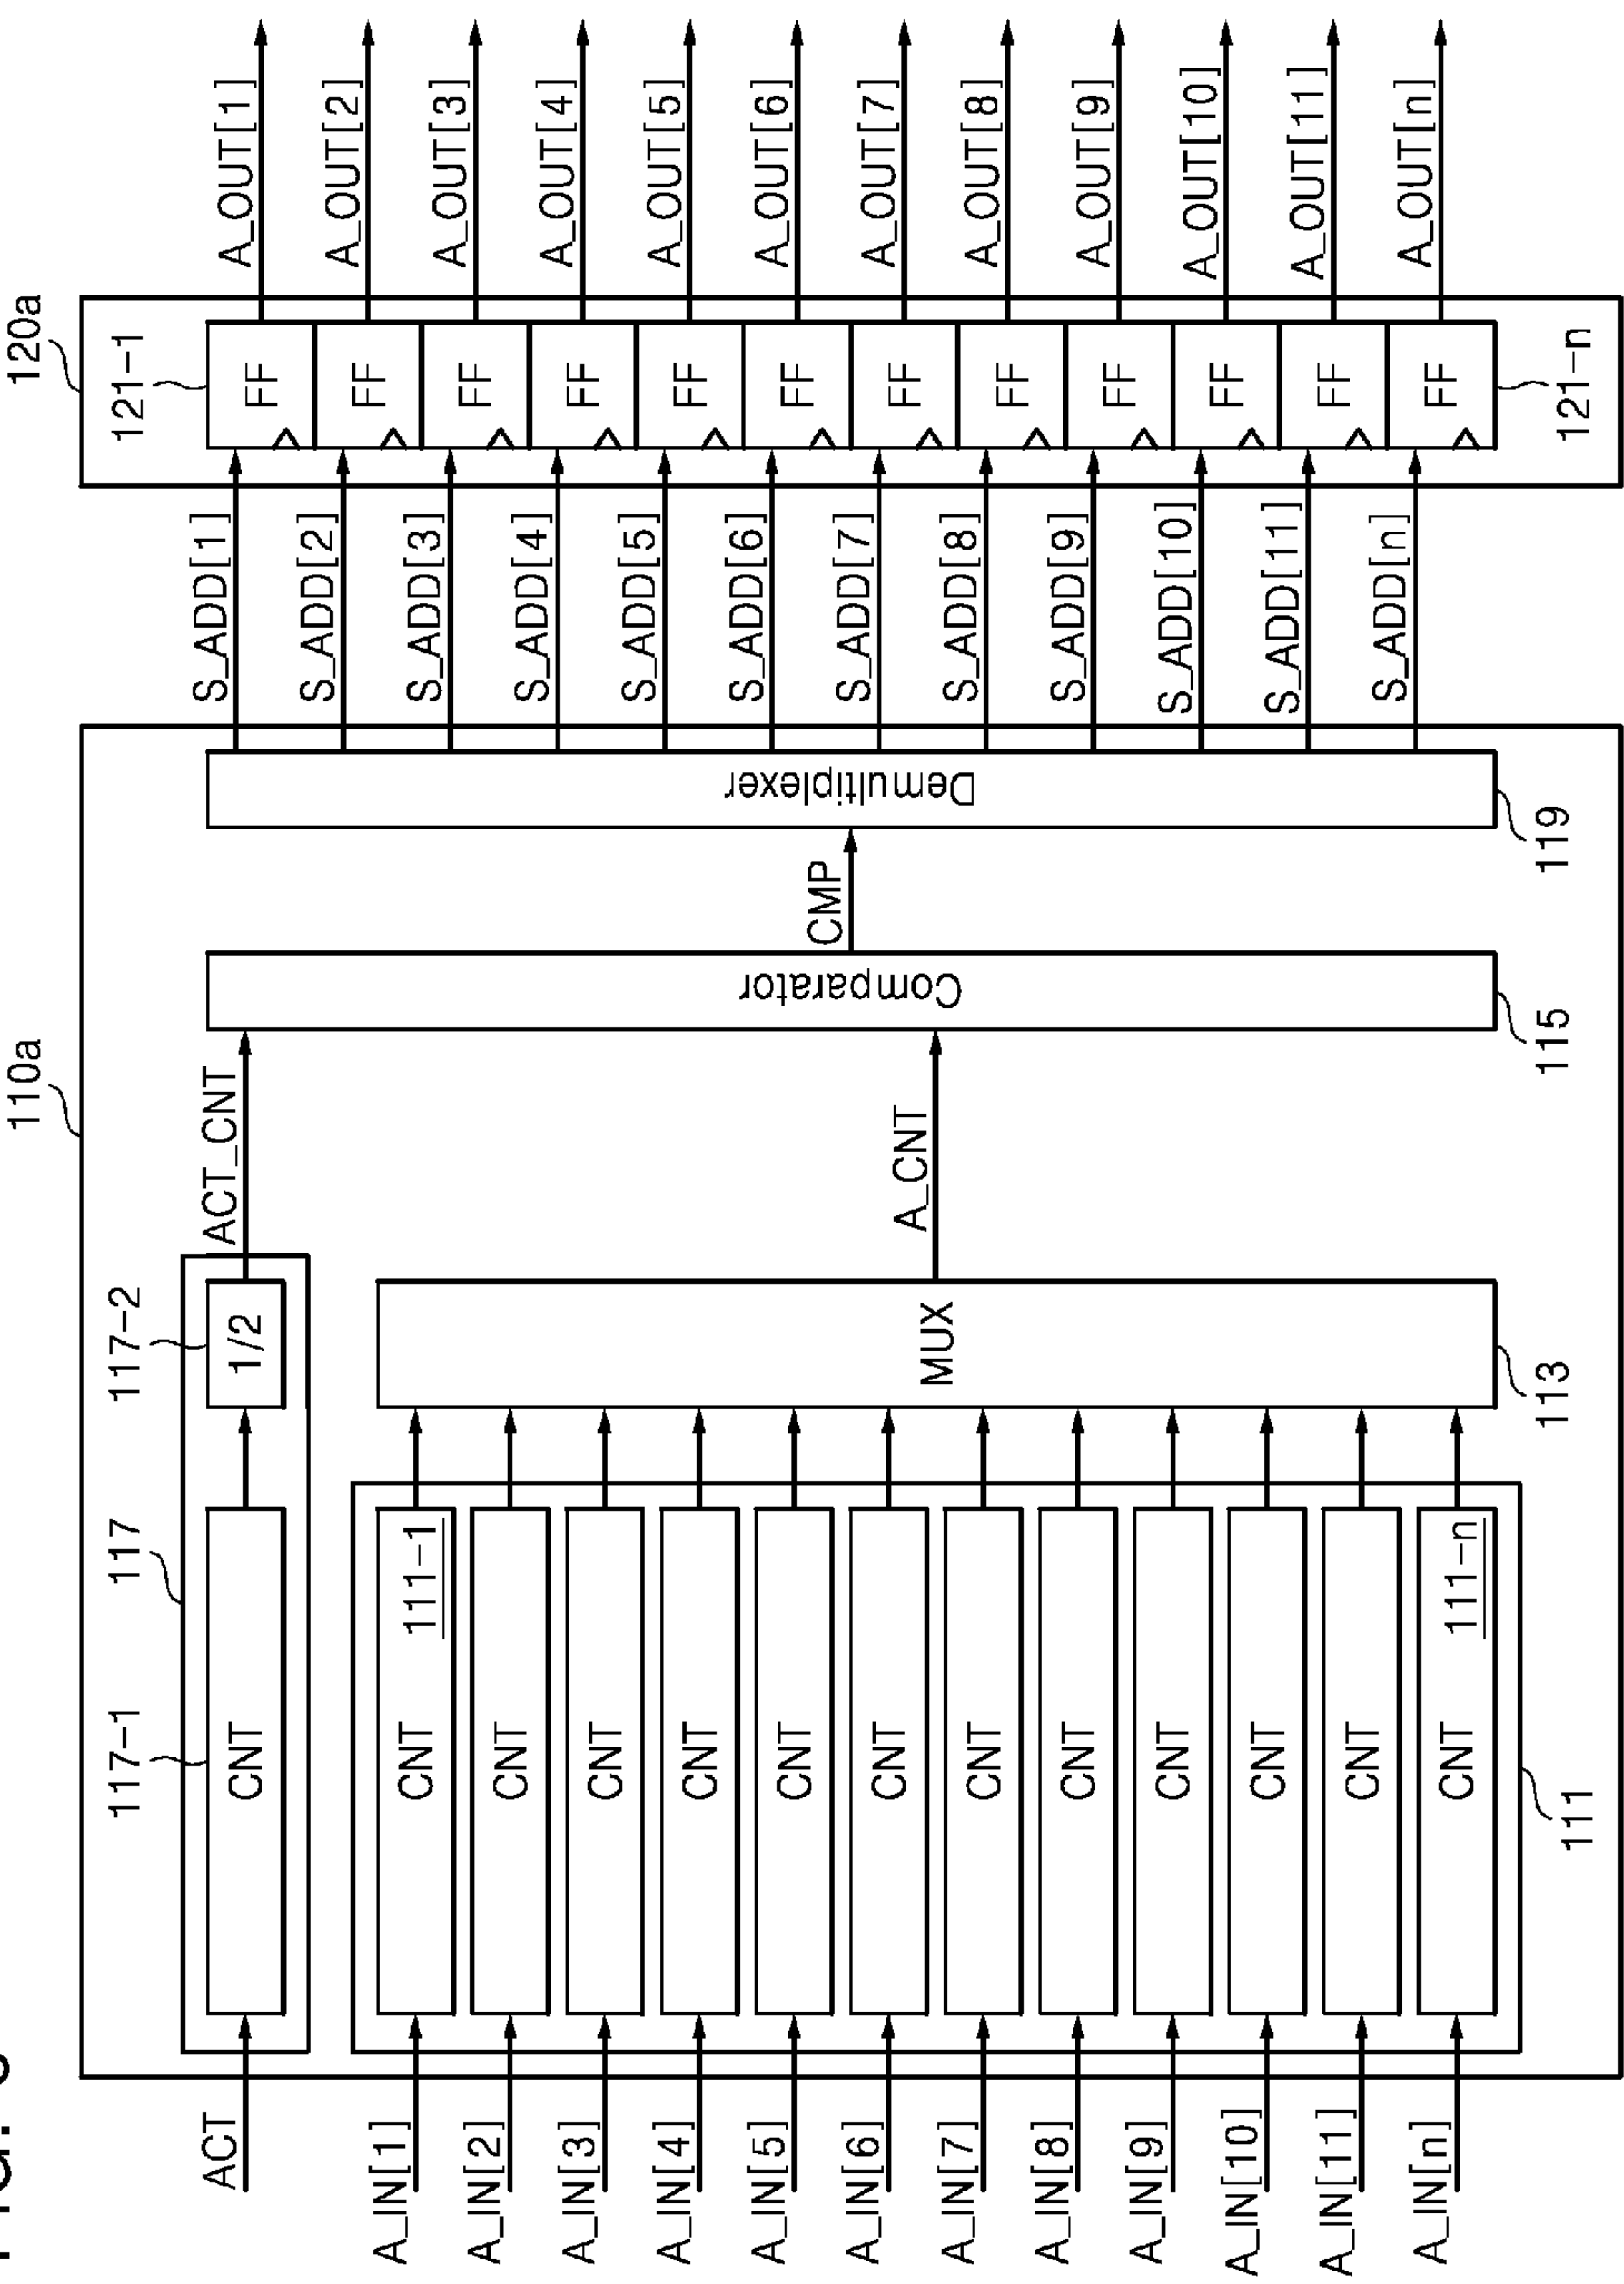 110a
120a
117-1
117
117-2
121-1
ACT
CNT
1/2
ACT_CNT
A_IN[1]
A_IN[2]
A_IN[3]
A_IN[4]
A_IN[5]
A_IN[6]
A_IN[7]
A_IN[8]
A_IN[9]
A_IN[10]
A_IN[11]
A_IN[n]
CNT
111-1
CNT
CNT
CNT
CNT
CNT
CNT
CNT
CNT
CNT
CNT
CNT
111-n
MUX
A_CNT
Comparator
CMP
Demultiplexer
S_ADD[1]
S_ADD[2]
S_ADD[3]
S_ADD[4]
S_ADD[5]
S_ADD[6]
S_ADD[7]
S_ADD[8]
S_ADD[9]
S_ADD[10]
S_ADD[11]
S_ADD[n]
FF
FF
FF
FF
FF
FF
FF
FF
FF
FF
FF
FF
A_OUT[1]
A_OUT[2]
A_OUT[3]
A_OUT[4]
A_OUT[5]
A_OUT[6]
A_OUT[7]
A_OUT[8]
A_OUT[9]
A_OUT[10]
A_OUT[11]
A_OUT[n]
111
113
115
119
121-n